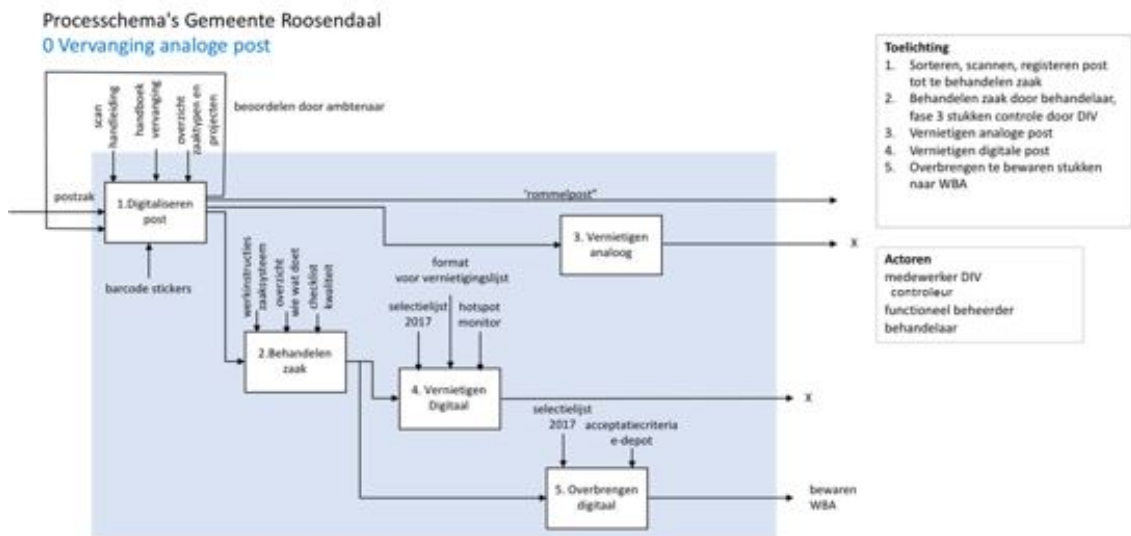 Processchema's Gemeente Roosendaal
0 Vervanging analoge post
scan
handleiding
handboek
vervanging
overzicht
zaaktypen en
projecten
beoordelen door ambtenaar
postzak
1.Digitaliseren
post
barcode stickers
'rommelpost"
3. Vernietigen
analoog
X
werkinstructies
zaaksysteem
overzicht
wie wat doet
checklist
kwaliteit
2.Behandelen
zaak
format
voor vernietigingslijst
selectielijst
2017
hotspot
monitor
4. Vernietigen
Digitaal
X
selectielijst
2017
acceptatiecriteria
e-depot
5. Overbrengen
digitaal
bewaren
WBA
Toelichting
1. Sorteren, scannen, registeren post
tot te behandelen zaak
2. Behandelen zaak door behandelaar,
fase 3 stukken controle door DIV
3. Vernietigen analoge post
4. Vernietigen digitale post
5. Overbrengen te bewaren stukken
naar WBA
Actoren
medewerker DIV
controleur
functioneel beheerder
behandelaar